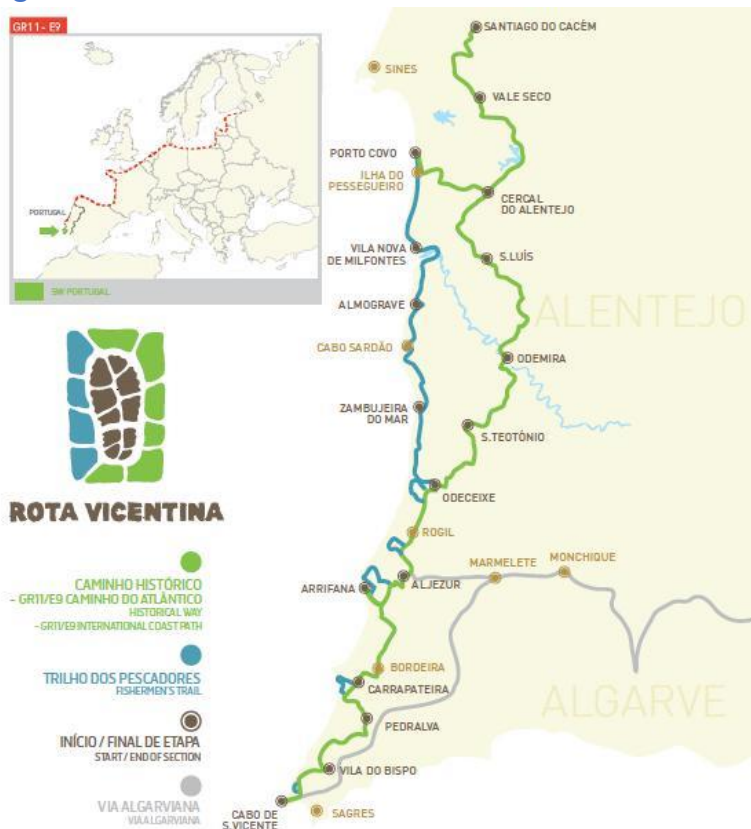 GR11 - E9
PORTUGAL
SW PORTUGAL
ROTA VICENTINA
CAMINHO HISTÓRICO
- GR11/E9 CAMINHO DO ATLÂNTICO
HISTORICAL WAY
- GR11/E9 INTERNATIONAL COAST PATH
TRILHO DOS PESCADORES
FISHERMEN'S TRAIL
INÍCIO / FINAL DE ETAPA
START / END OF SECTION
VIA ALGARVIANA
VIA ALGARVIANA
SANTIAGO DO CACÉM
SINES
VALE SECO
PORTO COVO
ILHA DO
PESSEGUEIRO
CERCAL
DO ALENTEJO
VILA NOVA
DE MILFONTES
S.LUÍS
ALMOGRAVE
ALENTEJO
CABO SARDÃO
ODEMIRA
ZAMBUJEIRA
DO MAR
S.TEOTÓNIO
ODECEIXE
ROGIL
MARMELETE
MONCHIQUE
ARRIFANA
ALJEZUR
BORDEIRA
CARRAPATEIRA
ALGARVE
PEDRALVA
VILA DO BISPO
CABO DE
S.VICENTE
SAGRES